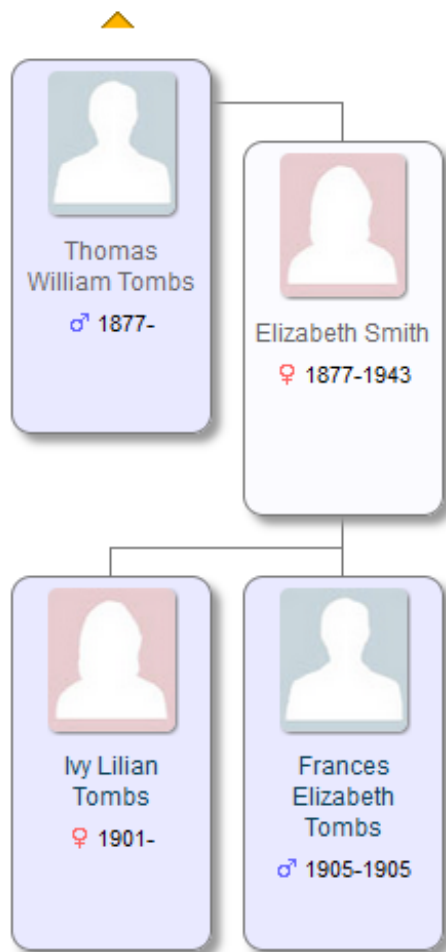 Thomas
William Tombs
♂ 1877-
Elizabeth Smith
♀ 1877-1943
Ivy Lilian
Tombs
♀ 1901-
Frances
Elizabeth
Tombs
♂ 1905-1905